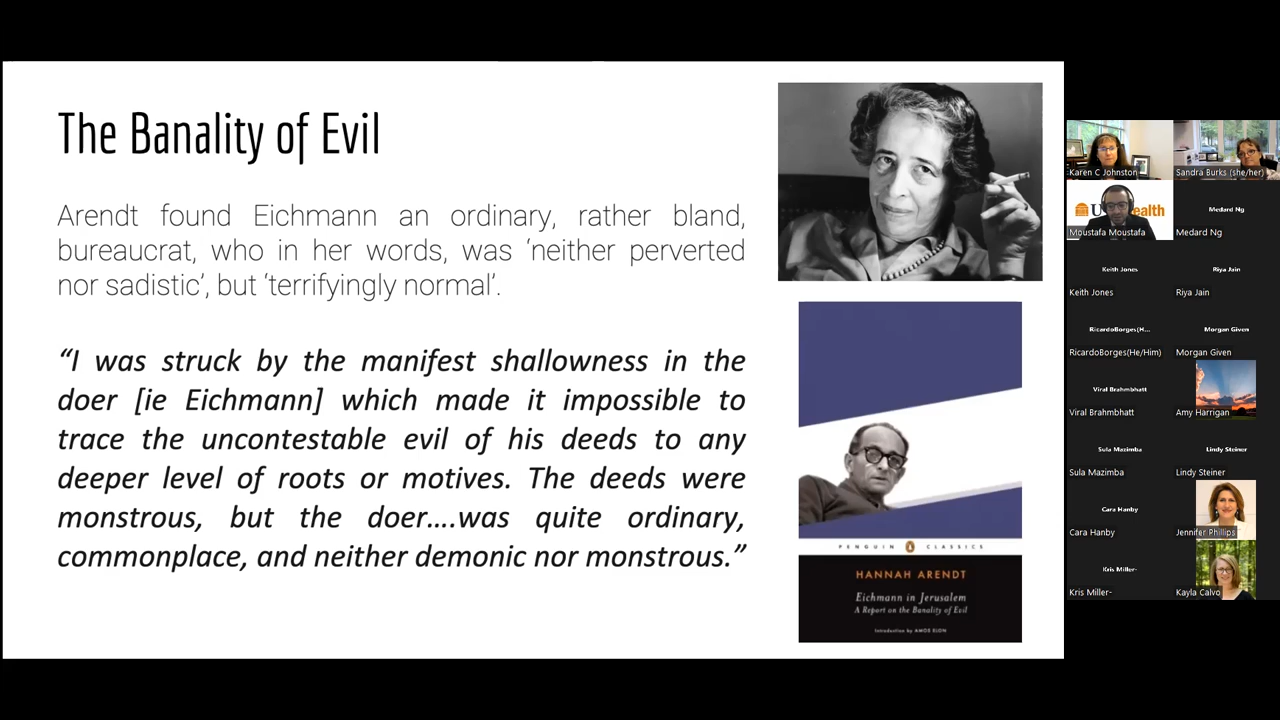 The Banality of Evil
Arendt found Eichmann an ordinary, rather bland,
bureaucrat, who in her words, was ‘neither perverted
nor sadistic’, but ‘terrifyingly normal’.
“I was struck by the manifest shallowness in the
doer [ie Eichmann] which made it impossible to
trace the uncontestable evil of his deeds to any
deeper level of roots or motives. The deeds were
monstrous, but the doer….was quite ordinary,
commonplace, and neither demonic nor monstrous.”
PENGUIN CLASSICS
HANNAH ARENDT
Eichmann in Jerusalem
A Report on the Banality of Evil
Introduction by AMOS ELON
Karen C Johnston
Sandra Burks (she/her)
Moustafa Moustafa
Medard Ng
Medard Ng
Keith Jones
Keith Jones
Riya Jain
Riya Jain
RicardoBorges(H...
RicardoBorges(He/Him)
Morgan Given
Morgan Given
Viral Brahmbhatt
Viral Brahmbhatt
Amy Harrigan
Sula Mazimba
Sula Mazimba
Lindy Steiner
Lindy Steiner
Cara Hanby
Cara Hanby
Jennifer Phillips
Kris Miller-
Kris Miller-
Kayla Calvo